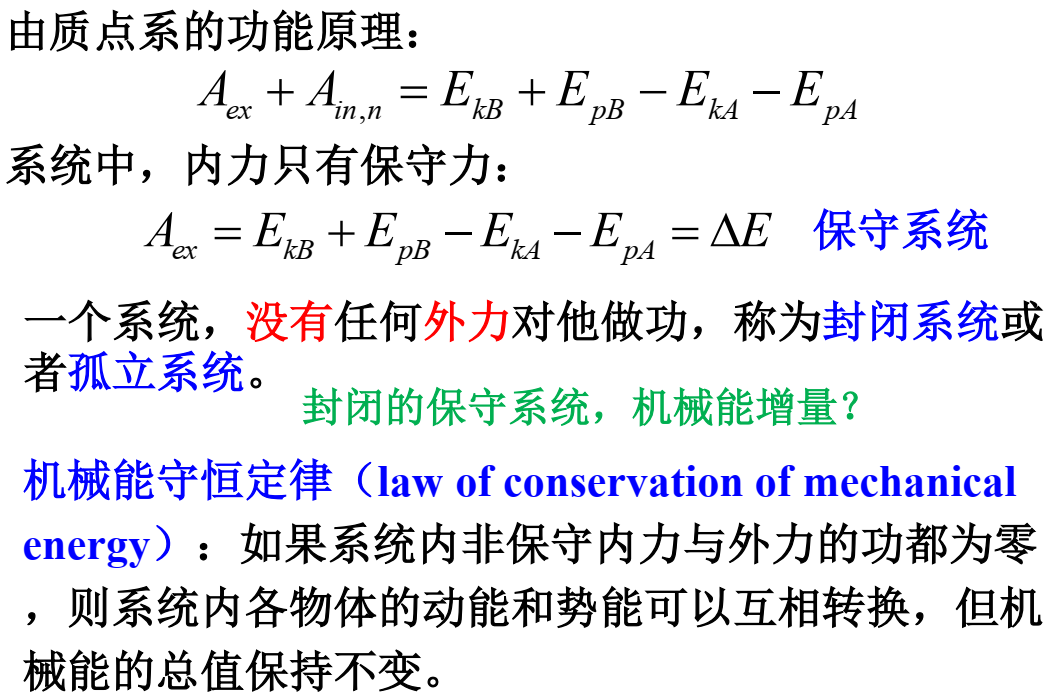 由质点系的功能原理：
A_{ex} + A_{in,n} = E_{kB} + E_{pB} − E_{kA} − E_{pA}
系统中，内力只有保守力：
A_{ex} = E_{kB} + E_{pB} − E_{kA} − E_{pA} = ΔE 保守系统
一个系统，没有任何外力对他做功，称为封闭系统或
者孤立系统。
封闭的保守系统，机械能增量？
机械能守恒定律（law of conservation of mechanical
energy）：如果系统内非保守内力与外力的功都为零
，则系统内各物体的动能和势能可以互相转换，但机
械能的总值保持不变。